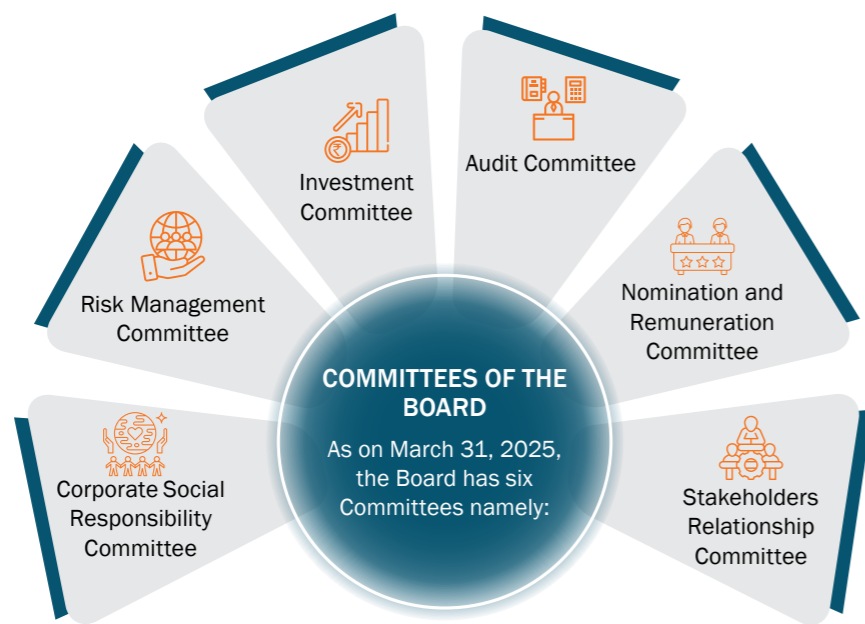 COMMITTEES OF THE
BOARD
As on March 31, 2025,
the Board has six
Committees namely:
Corporate Social
Responsibility
Committee
Risk Management
Committee
Investment
Committee
Audit Committee
Nomination and
Remuneration
Committee
Stakeholders
Relationship
Committee